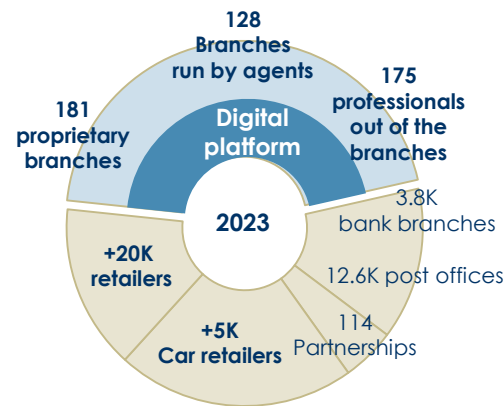 128
Branches
run by agents
175
professionals
out of the
branches
181
proprietary
branches
Digital
platform
2023
3.8K
bank branches
+20K
retailers
12.6K post offices
+5K
Car retailers
114
Partnerships